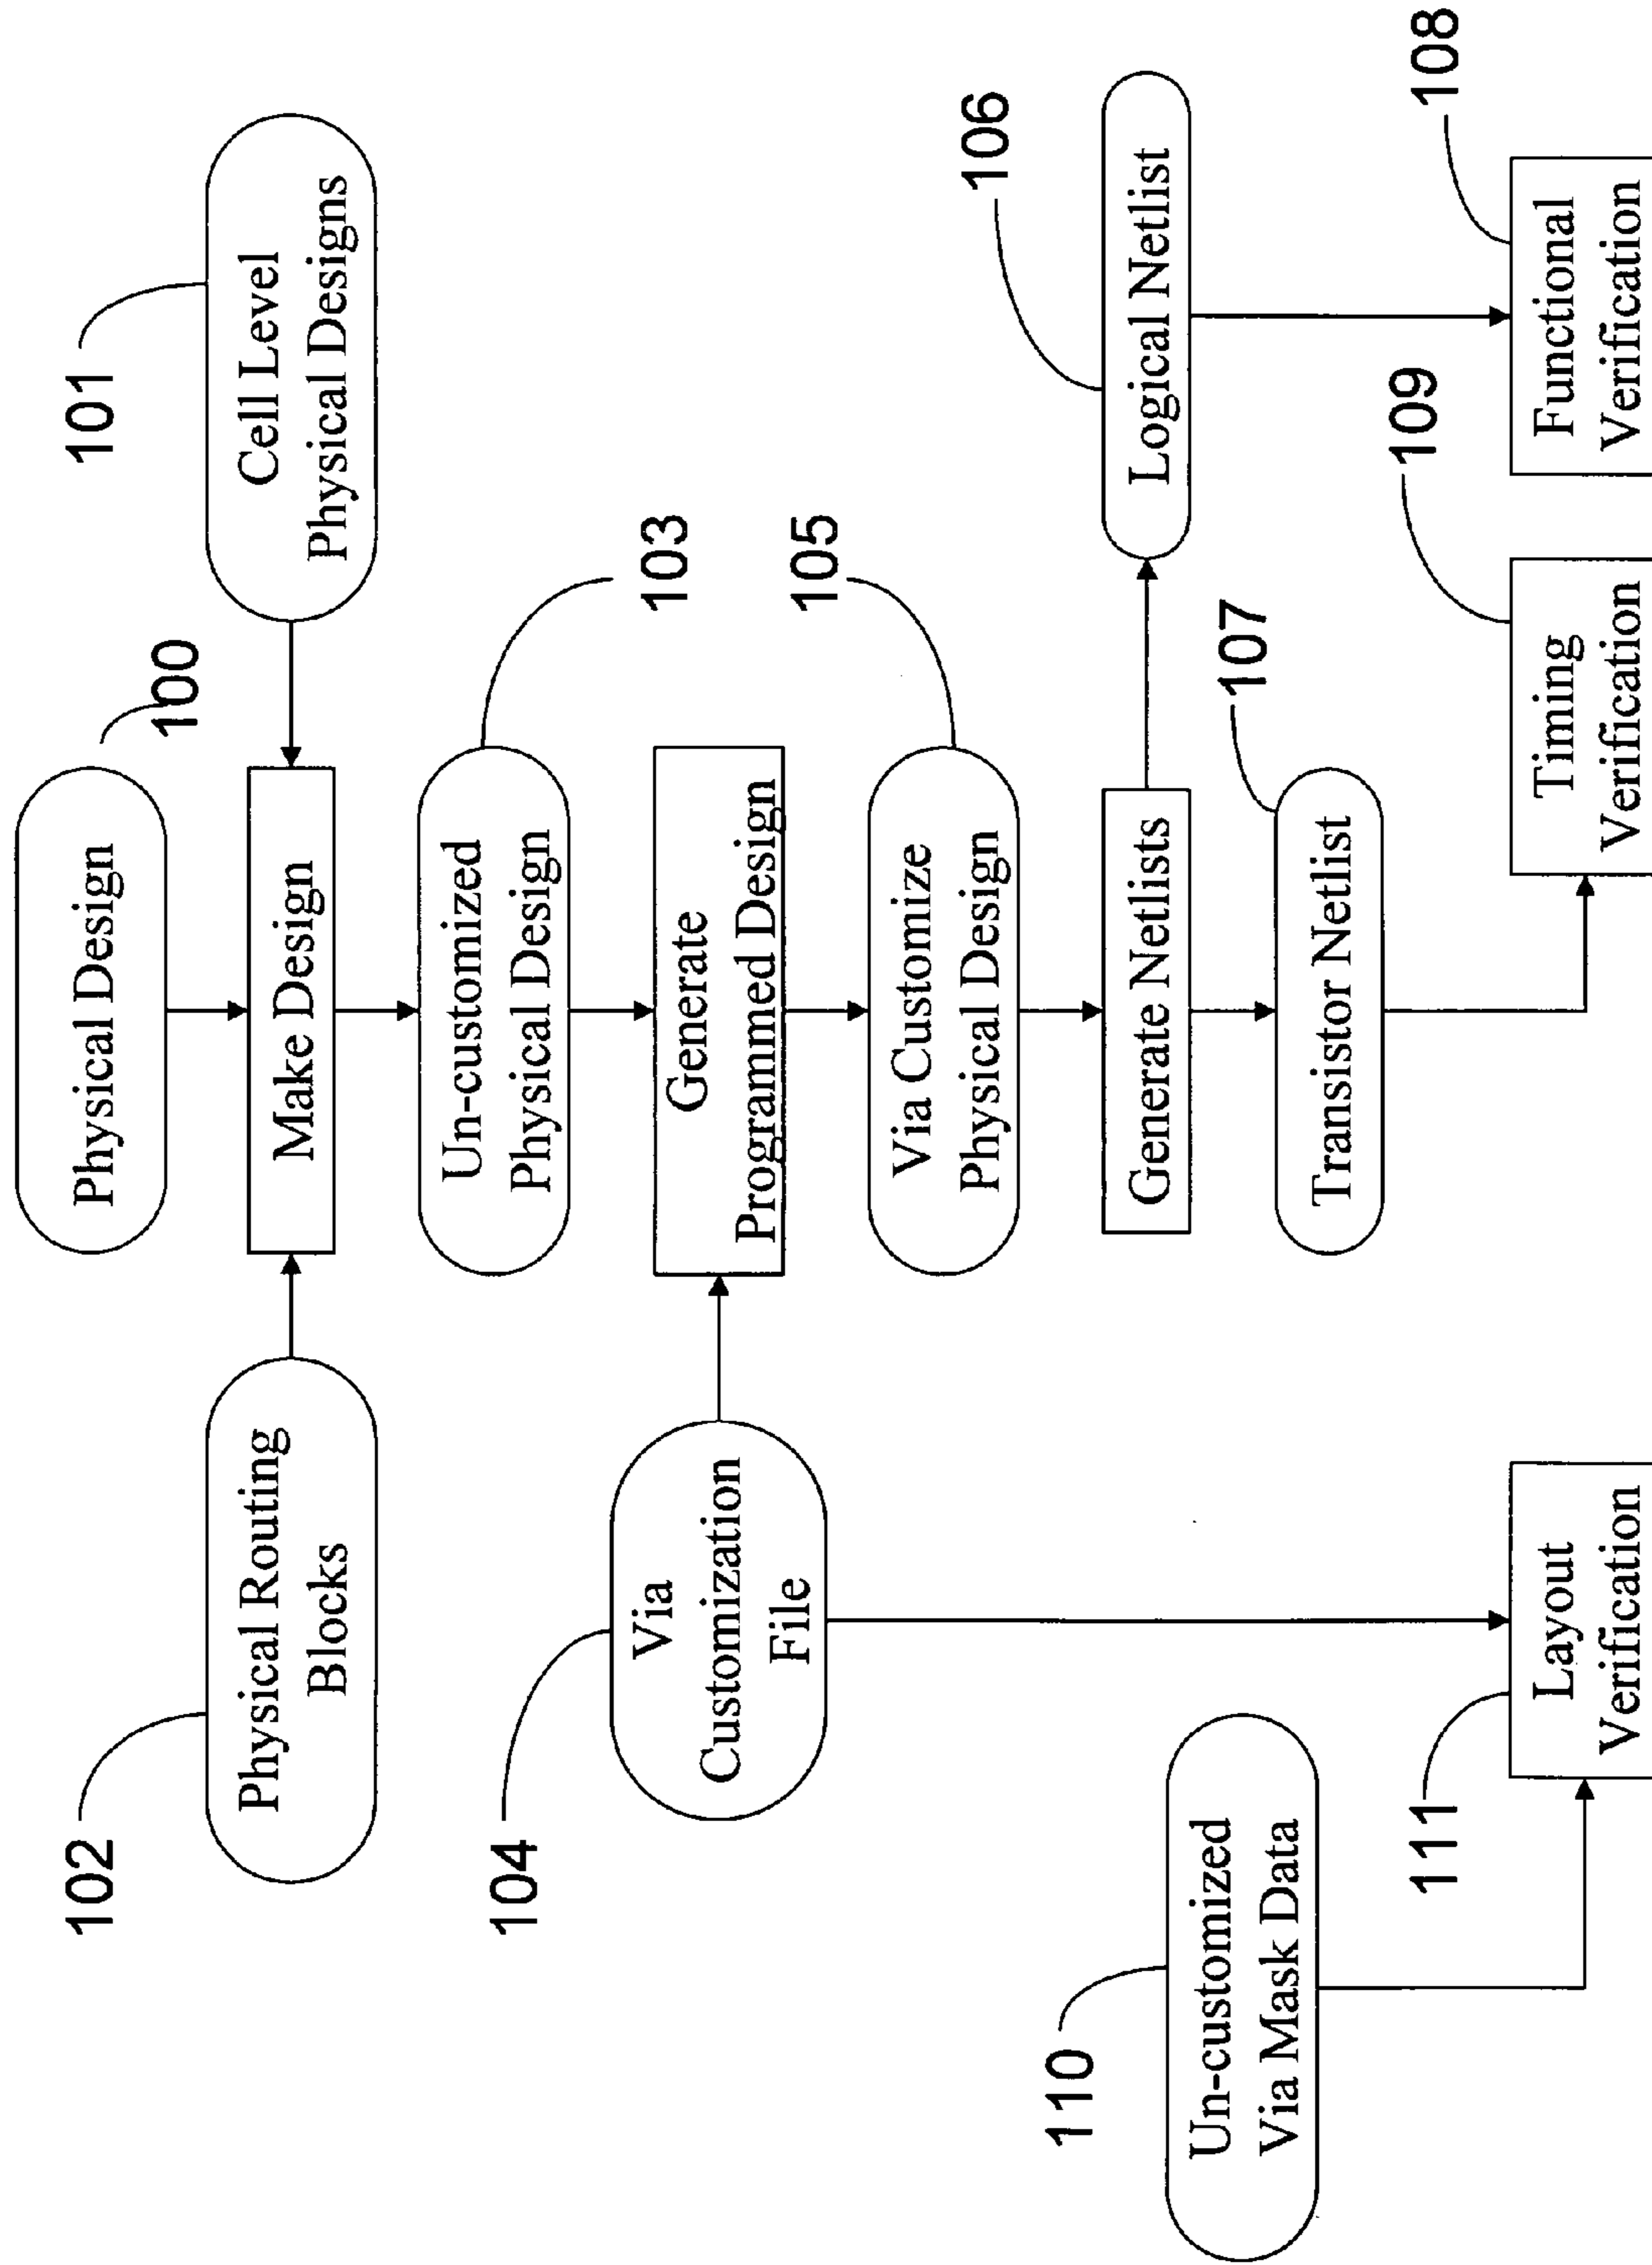 100
Physical Design
102
Physical Routing
Blocks
Make Design
101
Cell Level
Physical Designs
103
Un-customized
Physical Design
104
Via
Customization
File
Generate
Programmed Design
105
Via Customize
Physical Design
Generate Netlists
106
Logical Netlist
107
Transistor Netlist
110
Un-customized
Via Mask Data
111
Layout
Verification
109
Timing
Verification
108
Functional
Verification